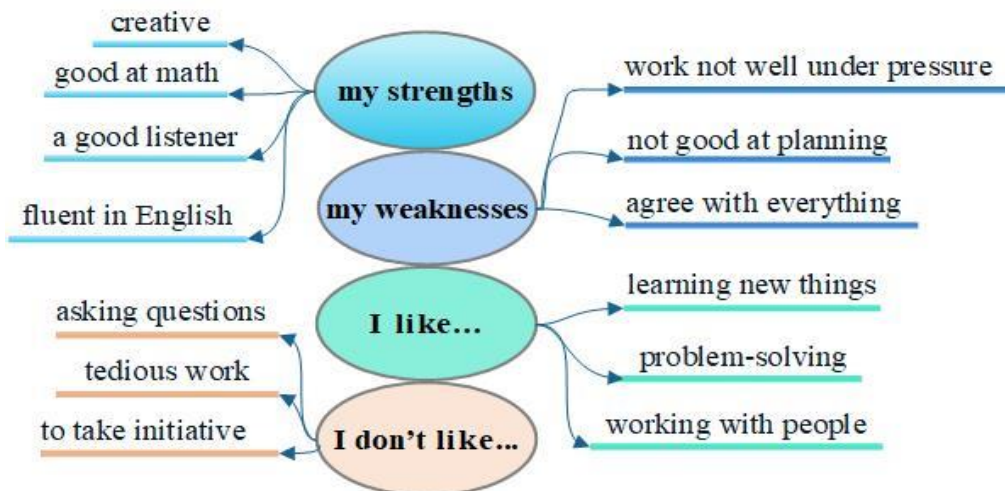 my strengths
creative
good at math
a good listener
fluent in English
my weaknesses
work not well under pressure
not good at planning
agree with everything
I like...
learning new things
problem-solving
working with people
I don't like...
asking questions
tedious work
to take initiative